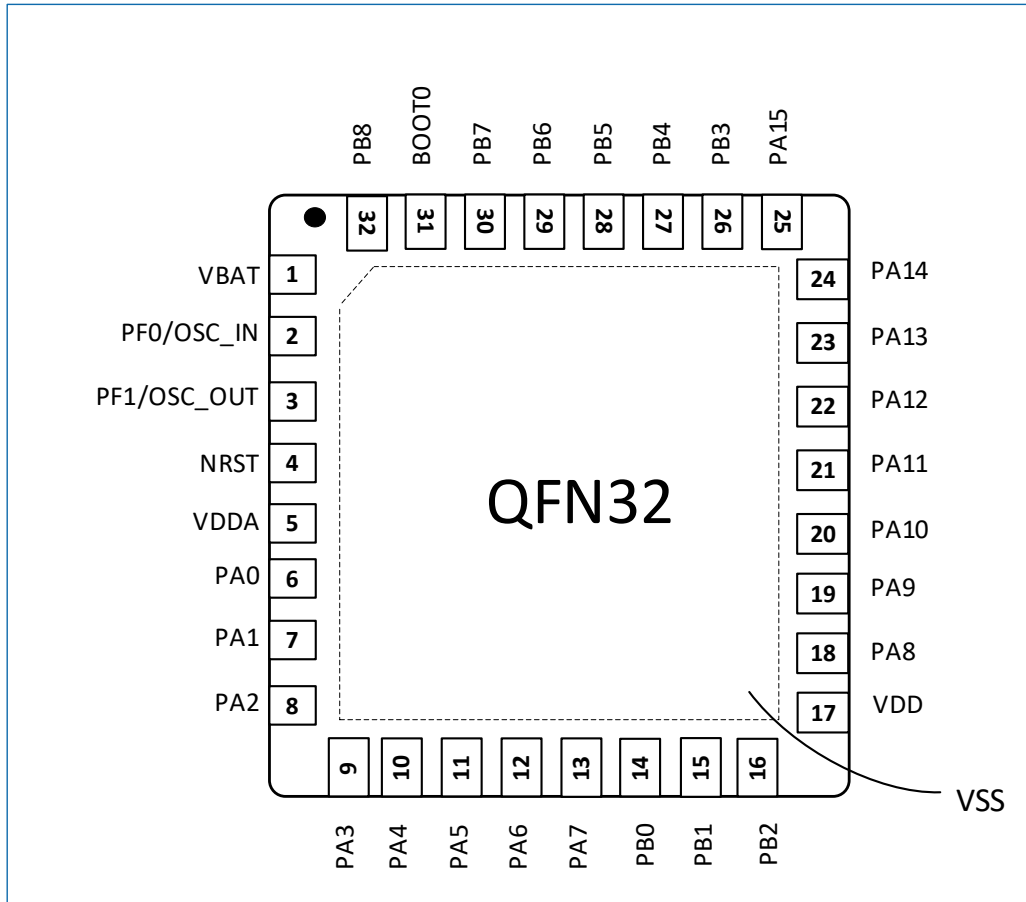 PB8
BOOT0
PB7
PB6
PB5
PB4
PB3
PA15
32
31
30
29
28
27
26
25
VBAT 1
PF0/OSC_IN 2
PF1/OSC_OUT 3
NRST 4
VDDA 5
PA0 6
PA1 7
PA2 8
QFN32
24 PA14
23 PA13
22 PA12
21 PA11
20 PA10
19 PA9
18 PA8
17 VDD
VSS
9
10
11
12
13
14
15
16
PA3
PA4
PA5
PA6
PA7
PB0
PB1
PB2